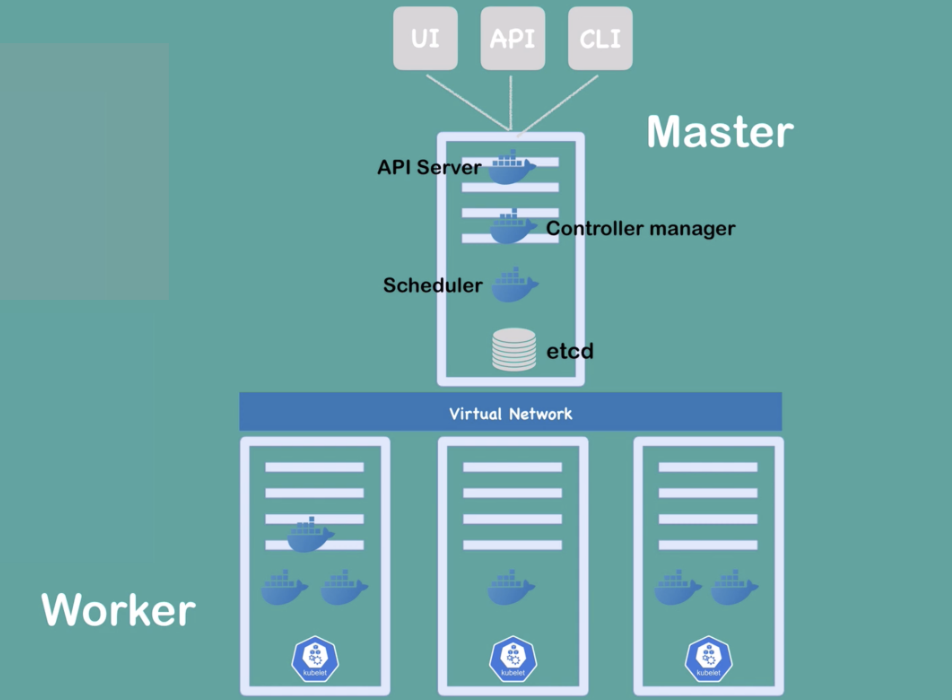 UI
API
CLI
Master
API Server
Controller manager
Scheduler
etcd
Virtual Network
Worker
kubelet
kubelet
kubelet